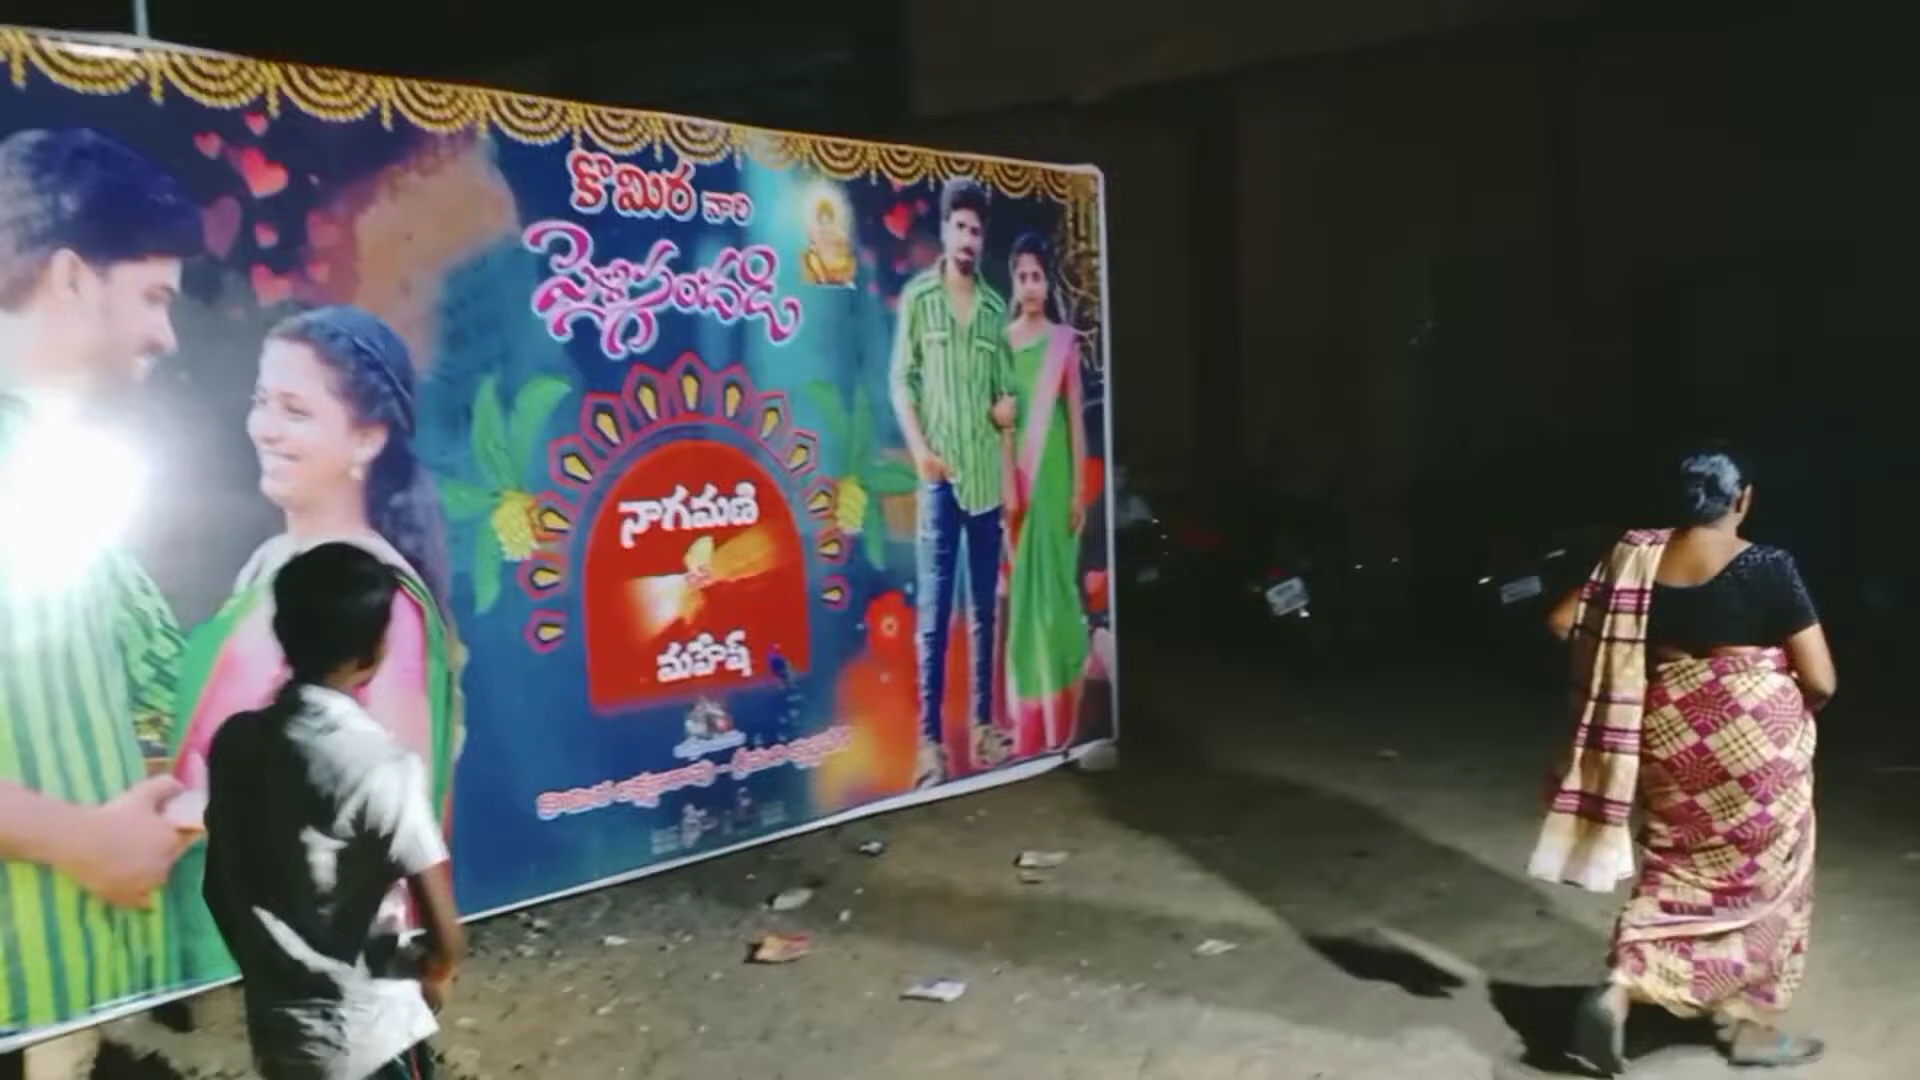 కొమిర వారి
పెళ్లిసందడి
నాగమణి
మహేష్